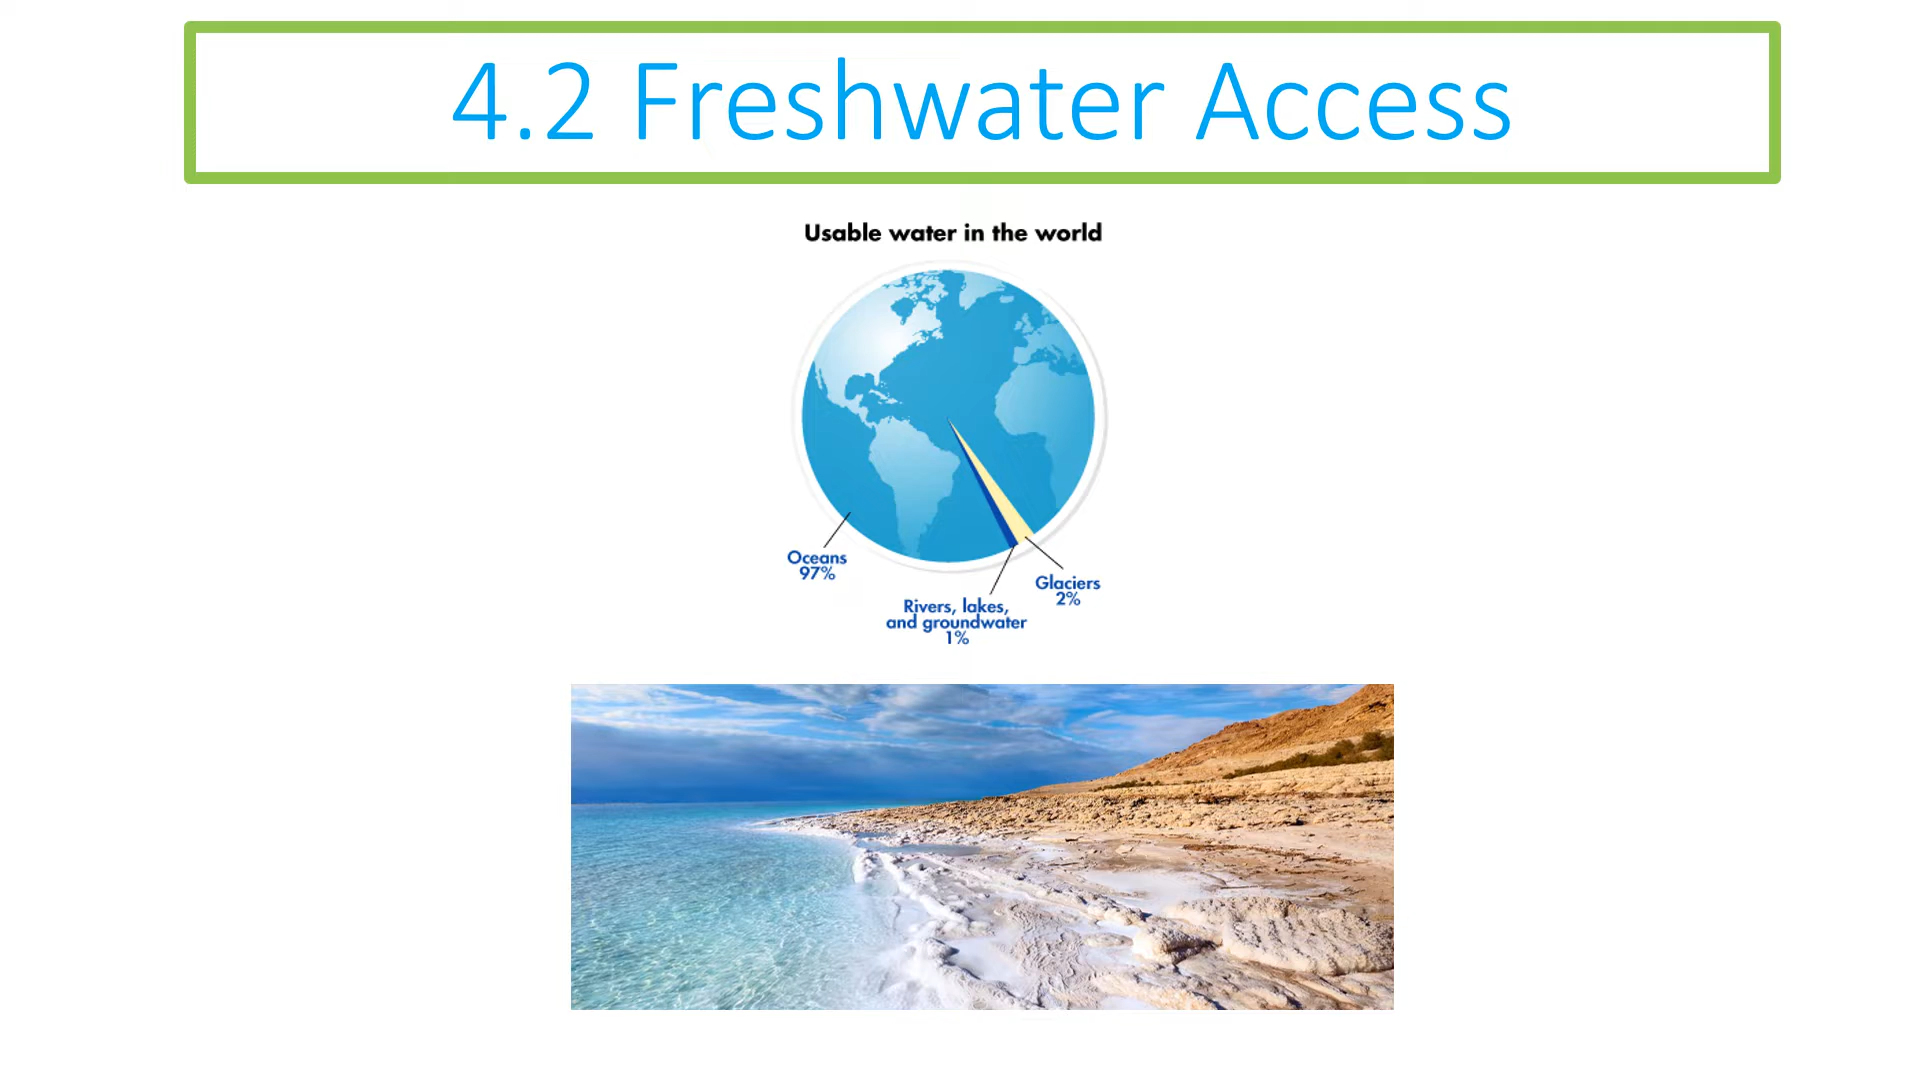 4.2 Freshwater Access
Usable water in the world
Oceans
97%
Glaciers
2%
Rivers, lakes,
and groundwater
1%